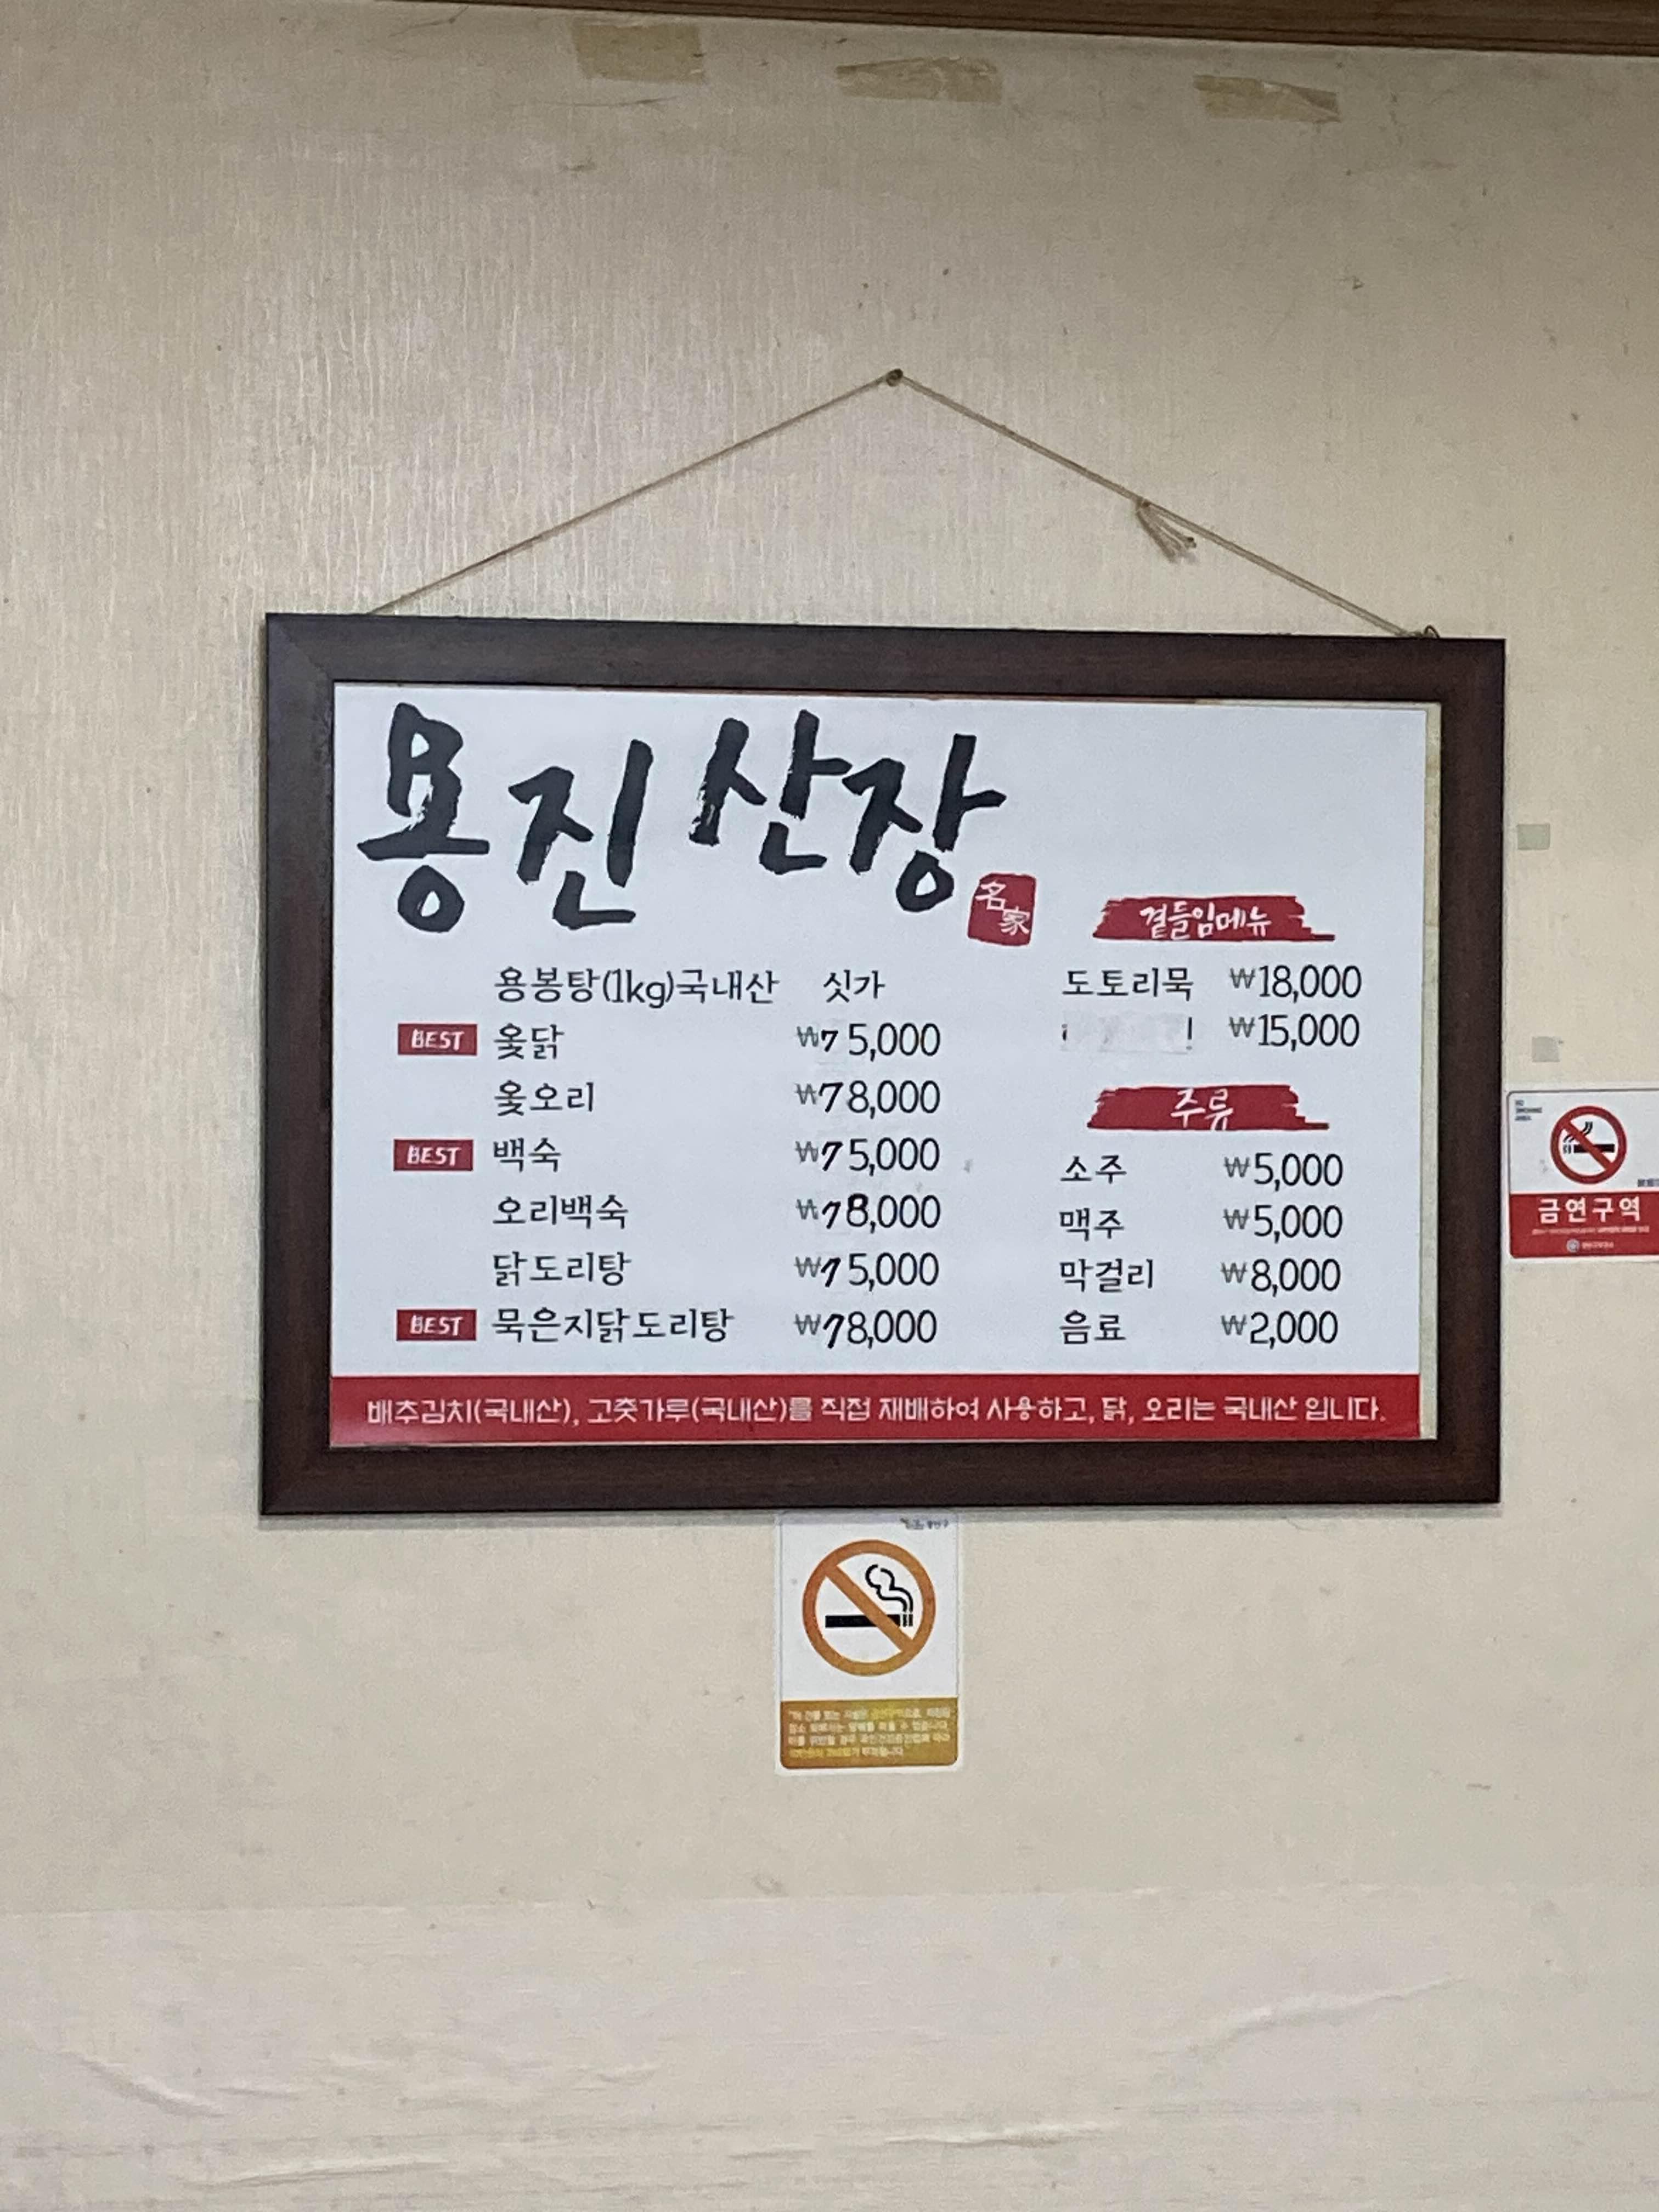 용진산장
名家
용봉탕(1kg)국내산 싯가
BEST 옻닭 ₩75,000
옻오리 ₩78,000
BEST 백숙 ₩75,000
오리백숙 ₩78,000
닭도리탕 ₩75,000
BEST 묵은지닭도리탕 ₩78,000
곁들임메뉴
도토리묵 ₩18,000
₩15,000
주류
소주 ₩5,000
맥주 ₩5,000
막걸리 ₩8,000
음료 ₩2,000
배추김치(국내산), 고춧가루(국내산)를 직접 재배하여 사용하고, 닭, 오리는 국내산 입니다.
금연구역